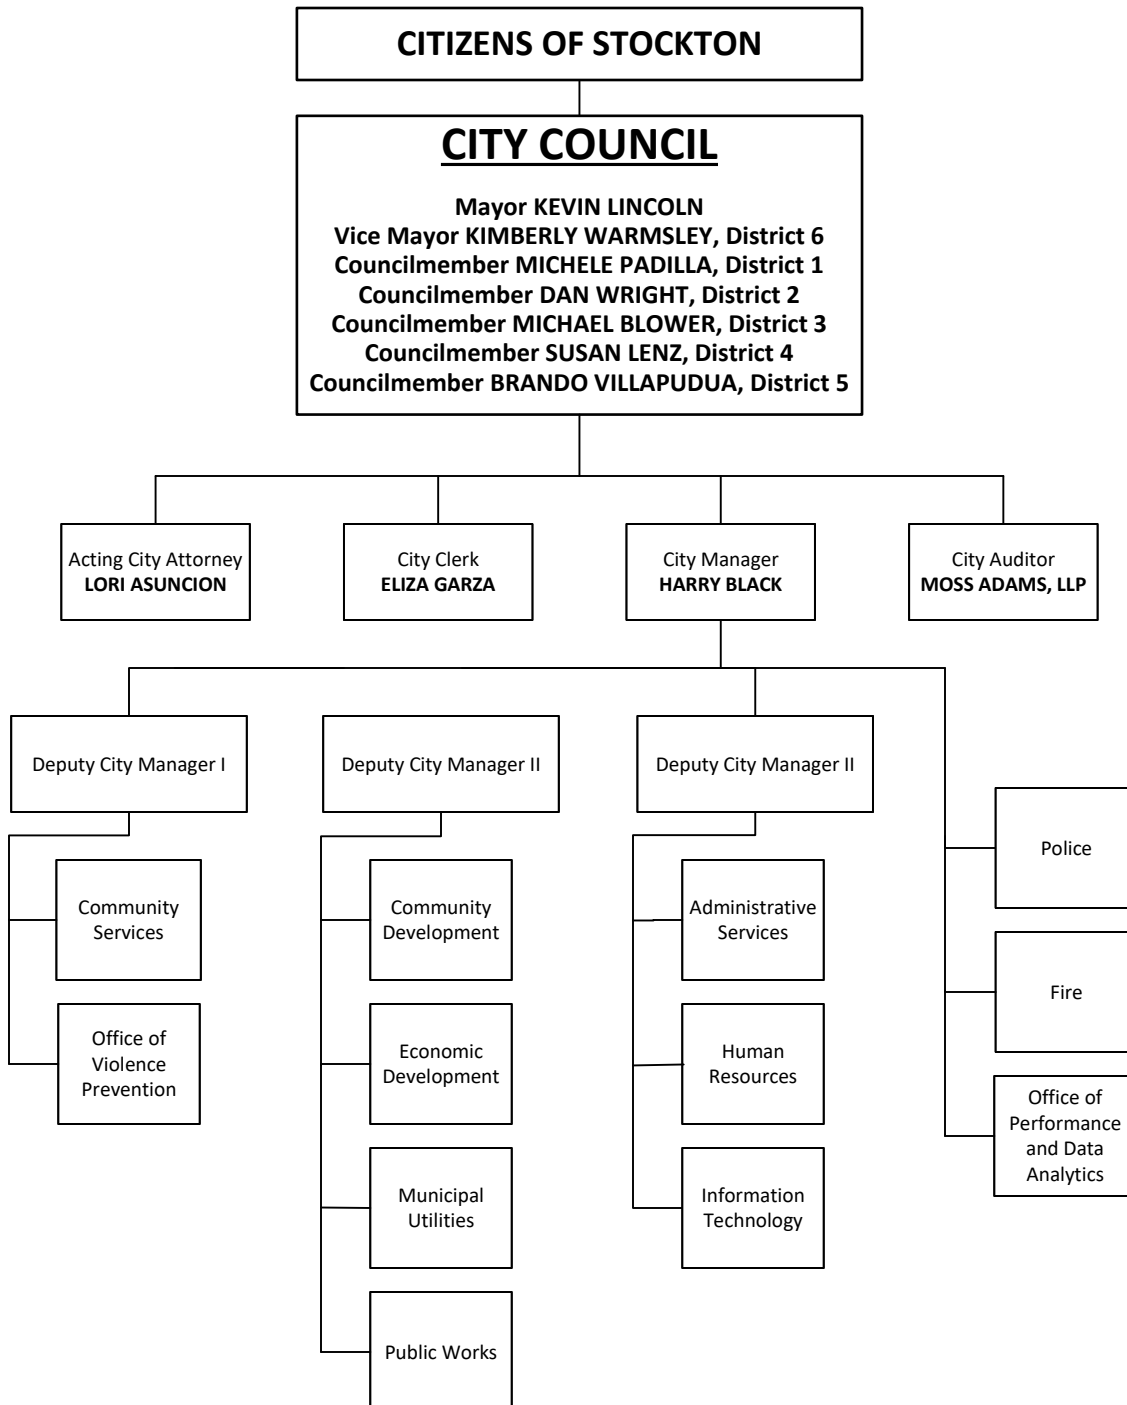 CITIZENS OF STOCKTON
CITY COUNCIL
Mayor KEVIN LINCOLN
Vice Mayor KIMBERLY WARMSLEY, District 6
Councilmember MICHELE PADILLA, District 1
Councilmember DAN WRIGHT, District 2
Councilmember MICHAEL BLOWER, District 3
Councilmember SUSAN LENZ, District 4
Councilmember BRANDO VILLAPUDUA, District 5
Acting City Attorney
LORI ASUNCION
City Clerk
ELIZA GARZA
City Manager
HARRY BLACK
City Auditor
MOSS ADAMS, LLP
Deputy City Manager I
Deputy City Manager II
Deputy City Manager II
Community
Services
Office of
Violence
Prevention
Community
Development
Economic
Development
Municipal
Utilities
Public Works
Administrative
Services
Human
Resources
Information
Technology
Police
Fire
Office of
Performance
and Data
Analytics